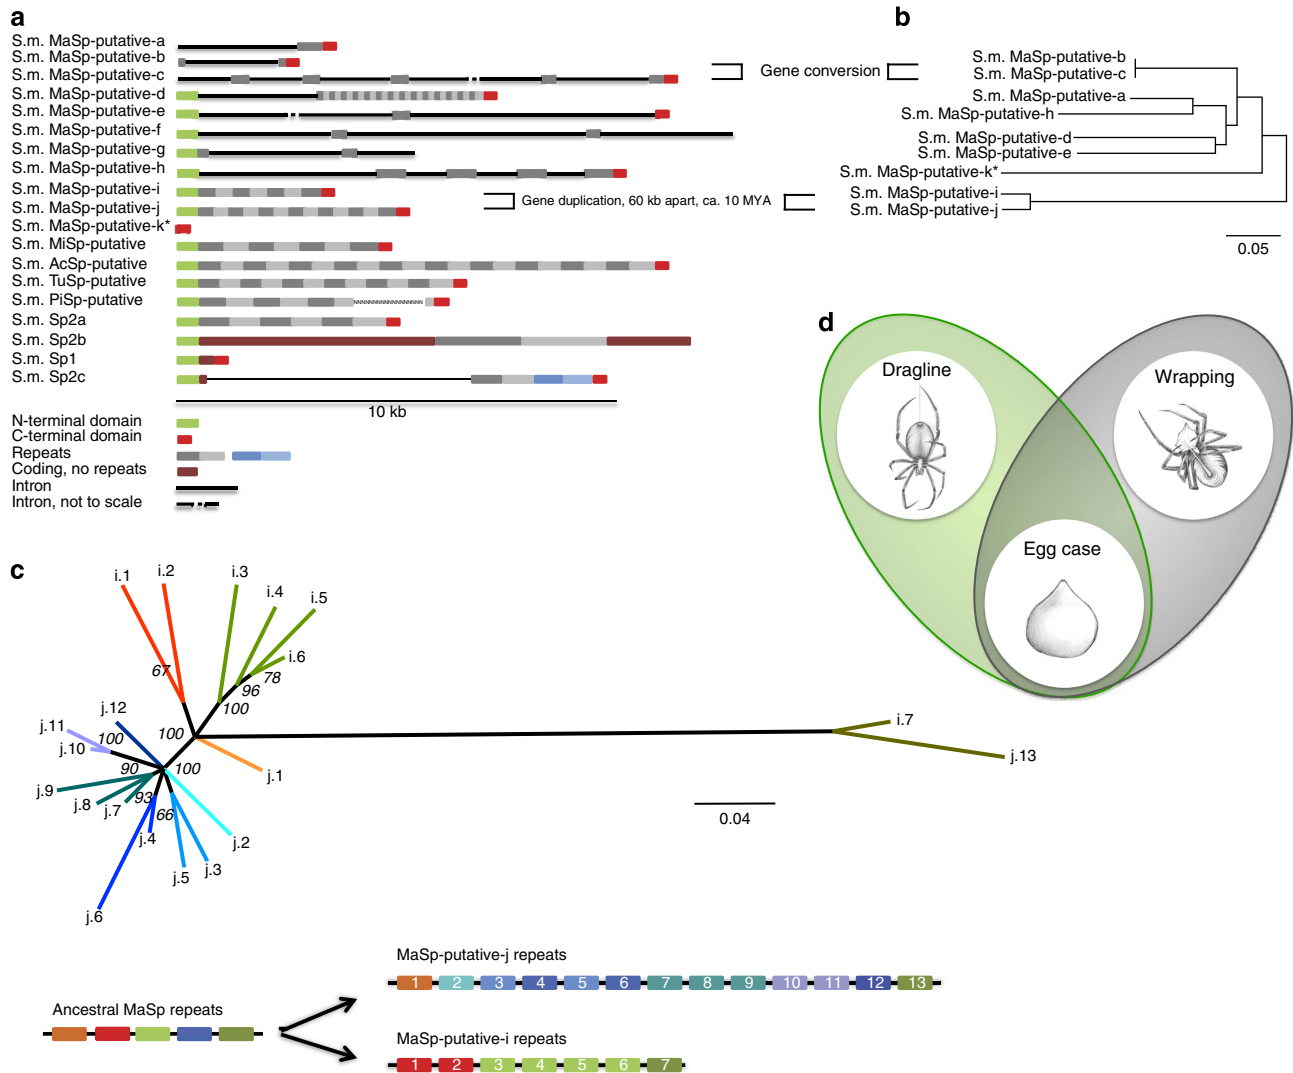 a
S.m. MaSp-putative-a
S.m. MaSp-putative-b
S.m. MaSp-putative-c
S.m. MaSp-putative-d
S.m. MaSp-putative-e
S.m. MaSp-putative-f
S.m. MaSp-putative-g
S.m. MaSp-putative-h
S.m. MaSp-putative-i
S.m. MaSp-putative-j
S.m. MaSp-putative-k*
S.m. MiSp-putative
S.m. AcSp-putative
S.m. TuSp-putative
S.m. PiSp-putative
S.m. Sp2a
S.m. Sp2b
S.m. Sp1
S.m. Sp2c
10 kb
N-terminal domain
C-terminal domain
Repeats
Coding, no repeats
Intron
Intron, not to scale
Gene conversion
Gene duplication, 60 kb apart, ca. 10 MYA
b
S.m. MaSp-putative-b
S.m. MaSp-putative-c
S.m. MaSp-putative-a
S.m. MaSp-putative-h
S.m. MaSp-putative-d
S.m. MaSp-putative-e
S.m. MaSp-putative-k*
S.m. MaSp-putative-i
S.m. MaSp-putative-j
0.05
d
Dragline
Wrapping
Egg case
c
i.1
i.2
i.3
i.4
i.5
i.6
67
78
96
100
j.12
j.11
100
100
j.10
i.7
j.13
90
100
j.1
j.9
j.8
j.7
93
66
j.4
j.2
j.3
j.5
j.6
0.04
MaSp-putative-j repeats
1 2 3 4 5 6 7 8 9 10 11 12 13
Ancestral MaSp repeats
MaSp-putative-i repeats
1 2 3 4 5 6 7